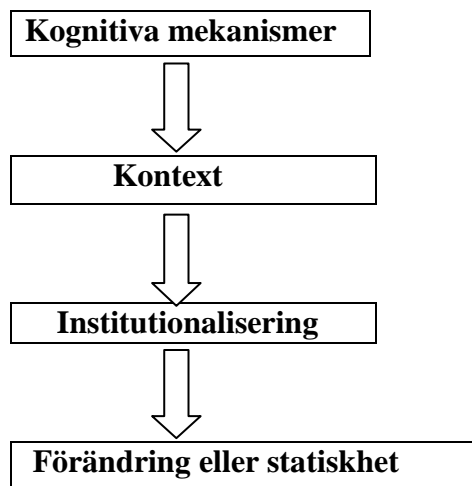 Kognitiva mekanismer
Kontext
Institutionalisering
Förändring eller statiskhet